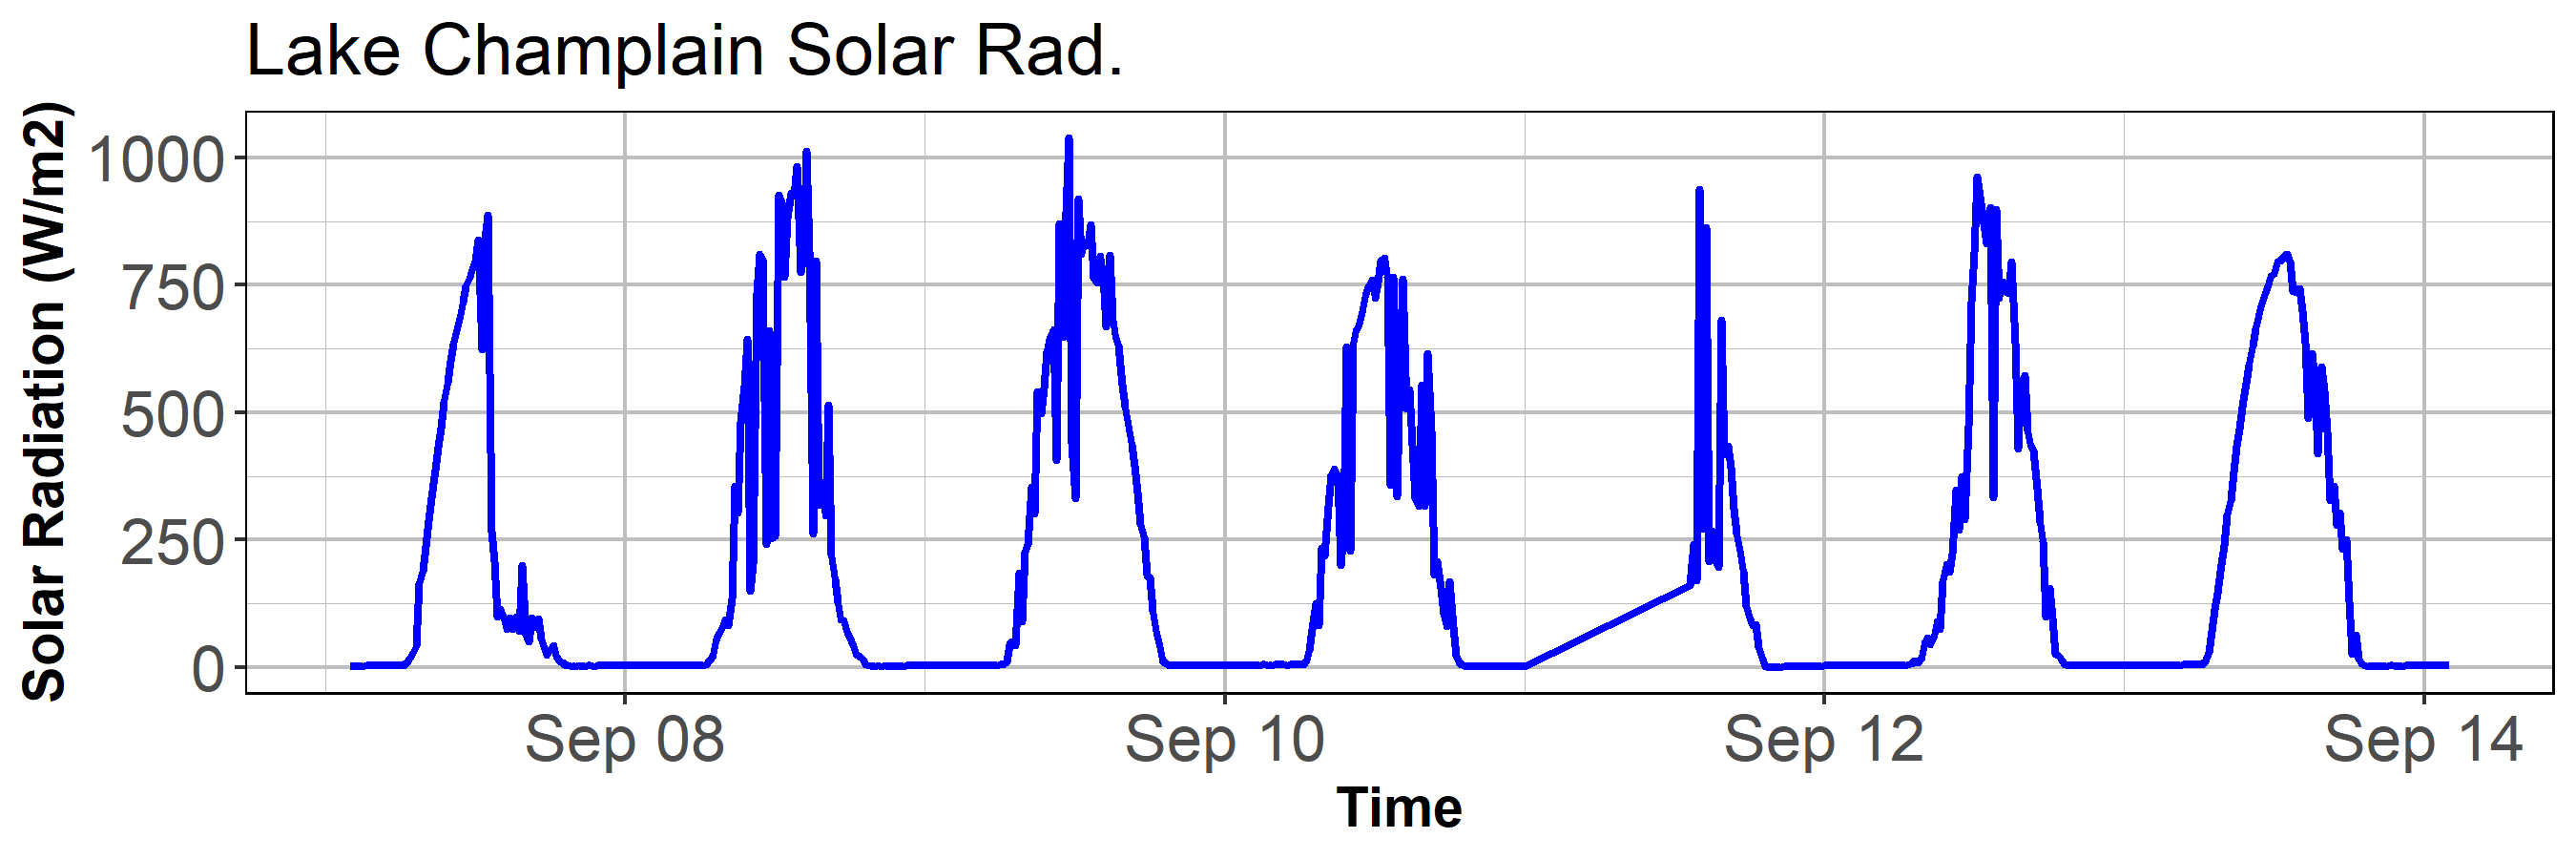 Lake Champlain Solar Rad.
Solar Radiation (W/m2)
1000
750
500
250
0
Sep 08 Sep 10 Sep 12 Sep 14
Time